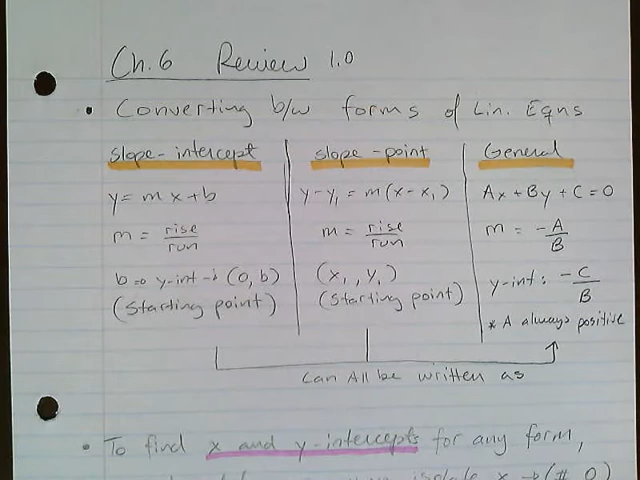 Ch.6 Review 1.0
• Converting b/w forms of Lin. Eqns
slope-intercept
y = mx + b
m = rise/run
b => y-int → (0, b)
(Starting point)
slope-point
y - y₁ = m(x - x₁)
m = rise/run
(x₁, y₁)
(Starting point)
General
Ax + By + C = 0
m = -A/B
y-int: -C/B
* A always positive
Can All be written as
• To find x and y-intercepts for any form,
isolate x → (#, 0)